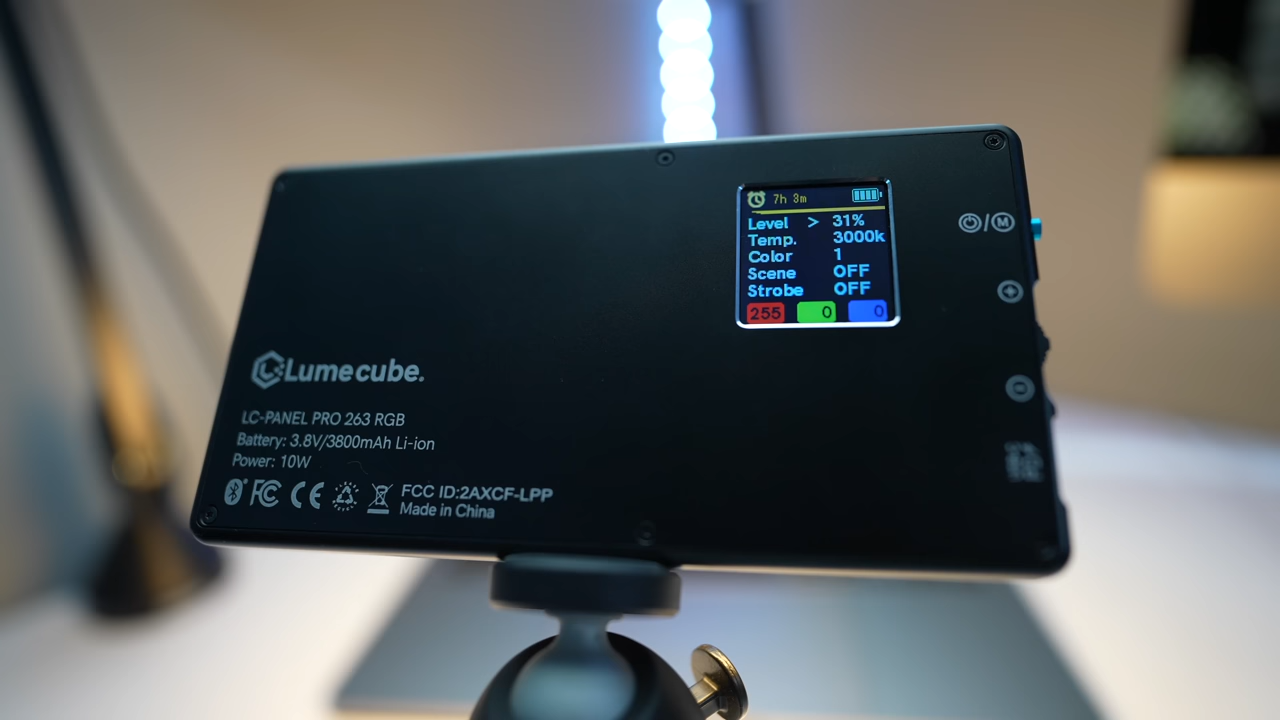 7h 3m
Level > 31%
Temp. 3000k
Color 1
Scene OFF
Strobe OFF
255 0 0
/M
Lumecube.
LC-PANEL PRO 263 RGB
Battery: 3.8V/3800mAh Li-ion
Power: 10W
FC CE FCC ID:2AXCF-LPP
Made in China